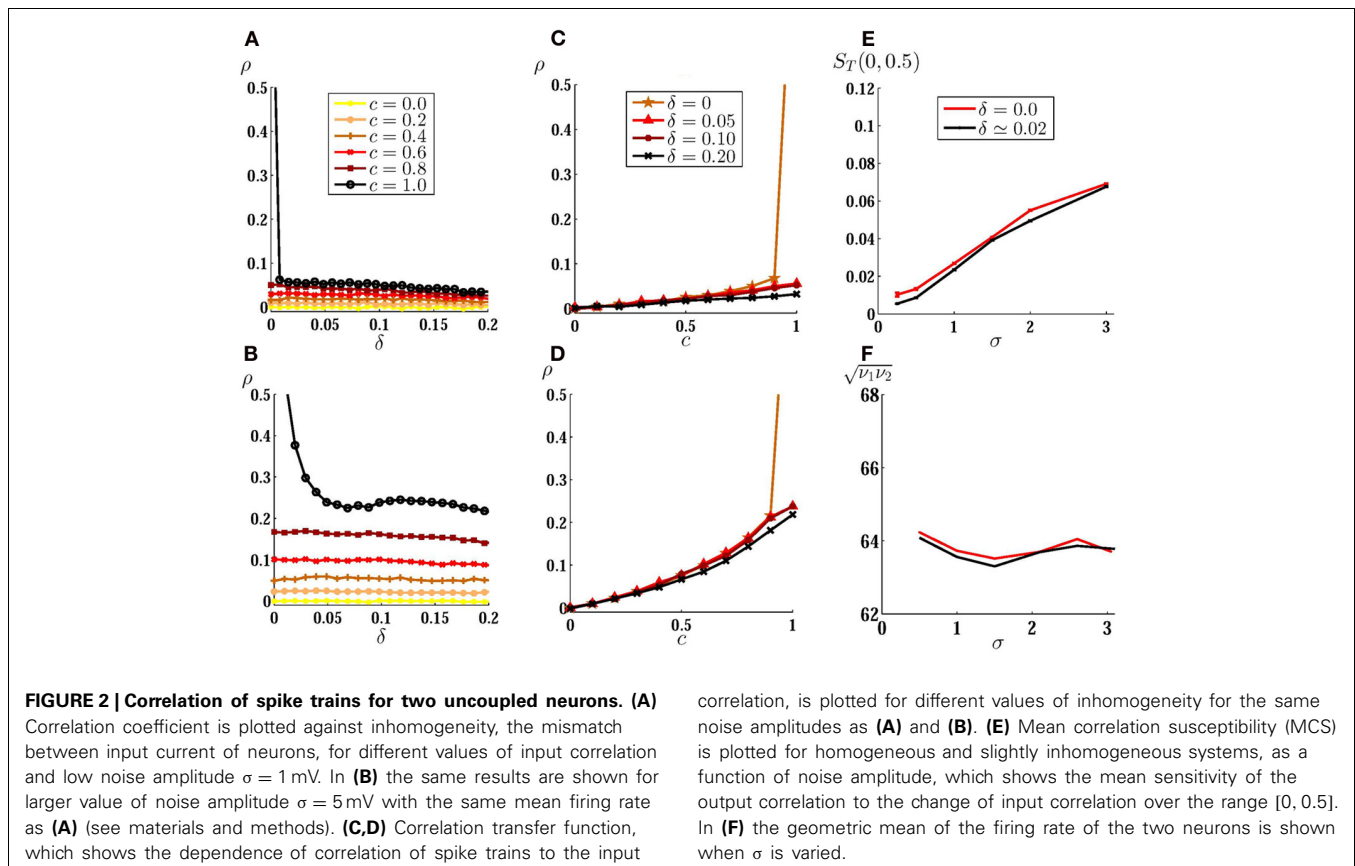 A
ρ
0.5
0.4
0.3
0.2
0.1
0
c = 0.0
c = 0.2
c = 0.4
c = 0.6
c = 0.8
c = 1.0
0 0.05 0.1 0.15 0.2
δ
C
ρ
0.5
0.4
0.3
0.2
0.1
0
δ = 0
δ = 0.05
δ = 0.10
δ = 0.20
0 0.5 1
c
E
S_T(0, 0.5)
0.12
0.1
0.08
0.06
0.04
0.02
0
δ = 0.0
δ ≃ 0.02
0 1 2 3
σ
B
ρ
0.5
0.4
0.3
0.2
0.1
0
0 0.05 0.1 0.15 0.2
δ
D
ρ
0.5
0.4
0.3
0.2
0.1
0
0 0.5 1
c
F
√ν₁ν₂
68
66
64
62
0 1 2 3
σ
FIGURE 2 | Correlation of spike trains for two uncoupled neurons. (A)
Correlation coefficient is plotted against inhomogeneity, the mismatch
between input current of neurons, for different values of input correlation
and low noise amplitude σ = 1 mV. In (B) the same results are shown for
larger value of noise amplitude σ = 5 mV with the same mean firing rate
as (A) (see materials and methods). (C,D) Correlation transfer function,
which shows the dependence of correlation of spike trains to the input
correlation, is plotted for different values of inhomogeneity for the same
noise amplitudes as (A) and (B). (E) Mean correlation susceptibility (MCS)
is plotted for homogeneous and slightly inhomogeneous systems, as a
function of noise amplitude, which shows the mean sensitivity of the
output correlation to the change of input correlation over the range [0, 0.5].
In (F) the geometric mean of the firing rate of the two neurons is shown
when σ is varied.